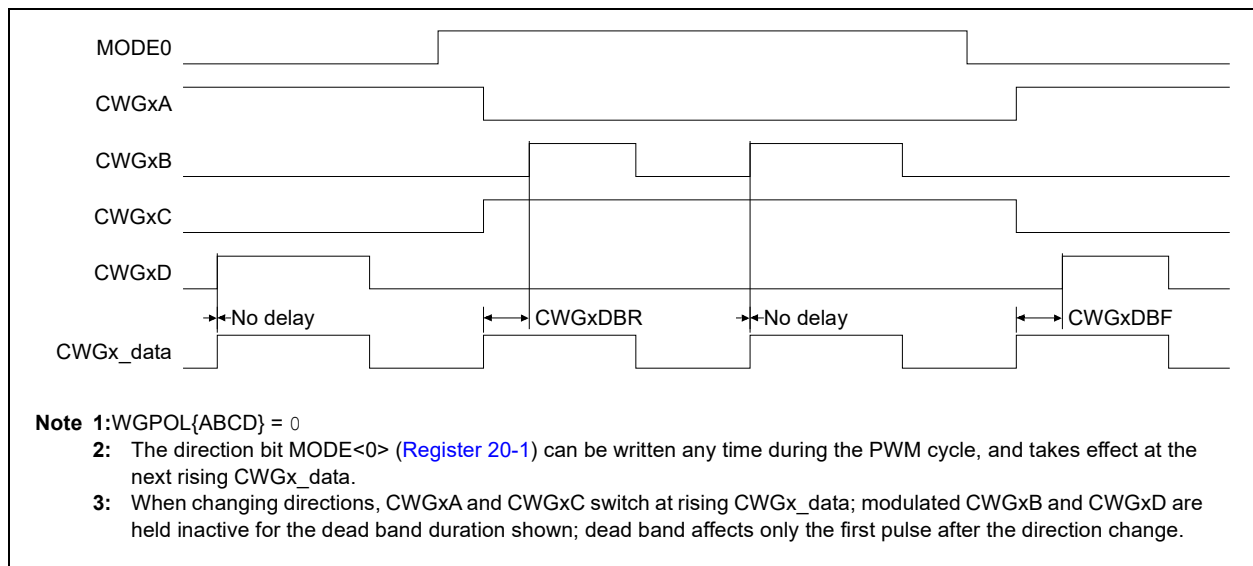 MODE0
CWGxA
CWGxB
CWGxC
CWGxD
No delay CWGxDBR No delay CWGxDBF
CWGx_data
Note 1:WGPOL{ABCD} = 0
2: The direction bit MODE<0> (Register 20-1) can be written any time during the PWM cycle, and takes effect at the
next rising CWGx_data.
3: When changing directions, CWGxA and CWGxC switch at rising CWGx_data; modulated CWGxB and CWGxD are
held inactive for the dead band duration shown; dead band affects only the first pulse after the direction change.